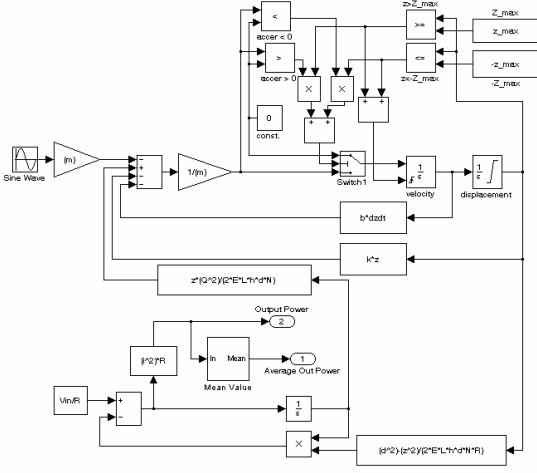 z>Z_max
Z_max
<
>=
z_max
accer < 0
>
<=
-z_max
accer > 0
z<-Z_max
-Z_max
×
×
+ +
0
+ +
const.
(m)
−
+
−
−
1/(m)
Switch1
1
s
1
s
Sine Wave
velocity
displacement
b*dzdt
k*z
z*(Q^2)/(2*E*L*h*d*N)
Output Power
2
(i^2)*R
In Mean
1
Average Out Power
Mean Value
Vin/R
+
−
1
s
×
(d^2)-(z^2)/(2*E*L*h*d*N*R)